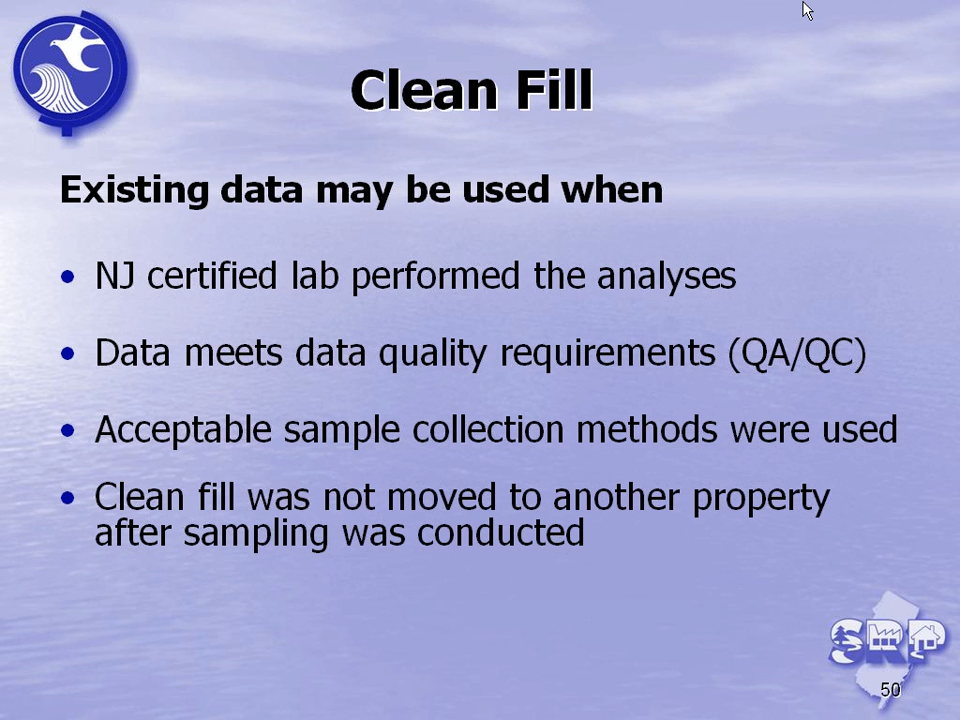 Clean Fill
Existing data may be used when
• NJ certified lab performed the analyses
• Data meets data quality requirements (QA/QC)
• Acceptable sample collection methods were used
• Clean fill was not moved to another property
after sampling was conducted
SRP
50